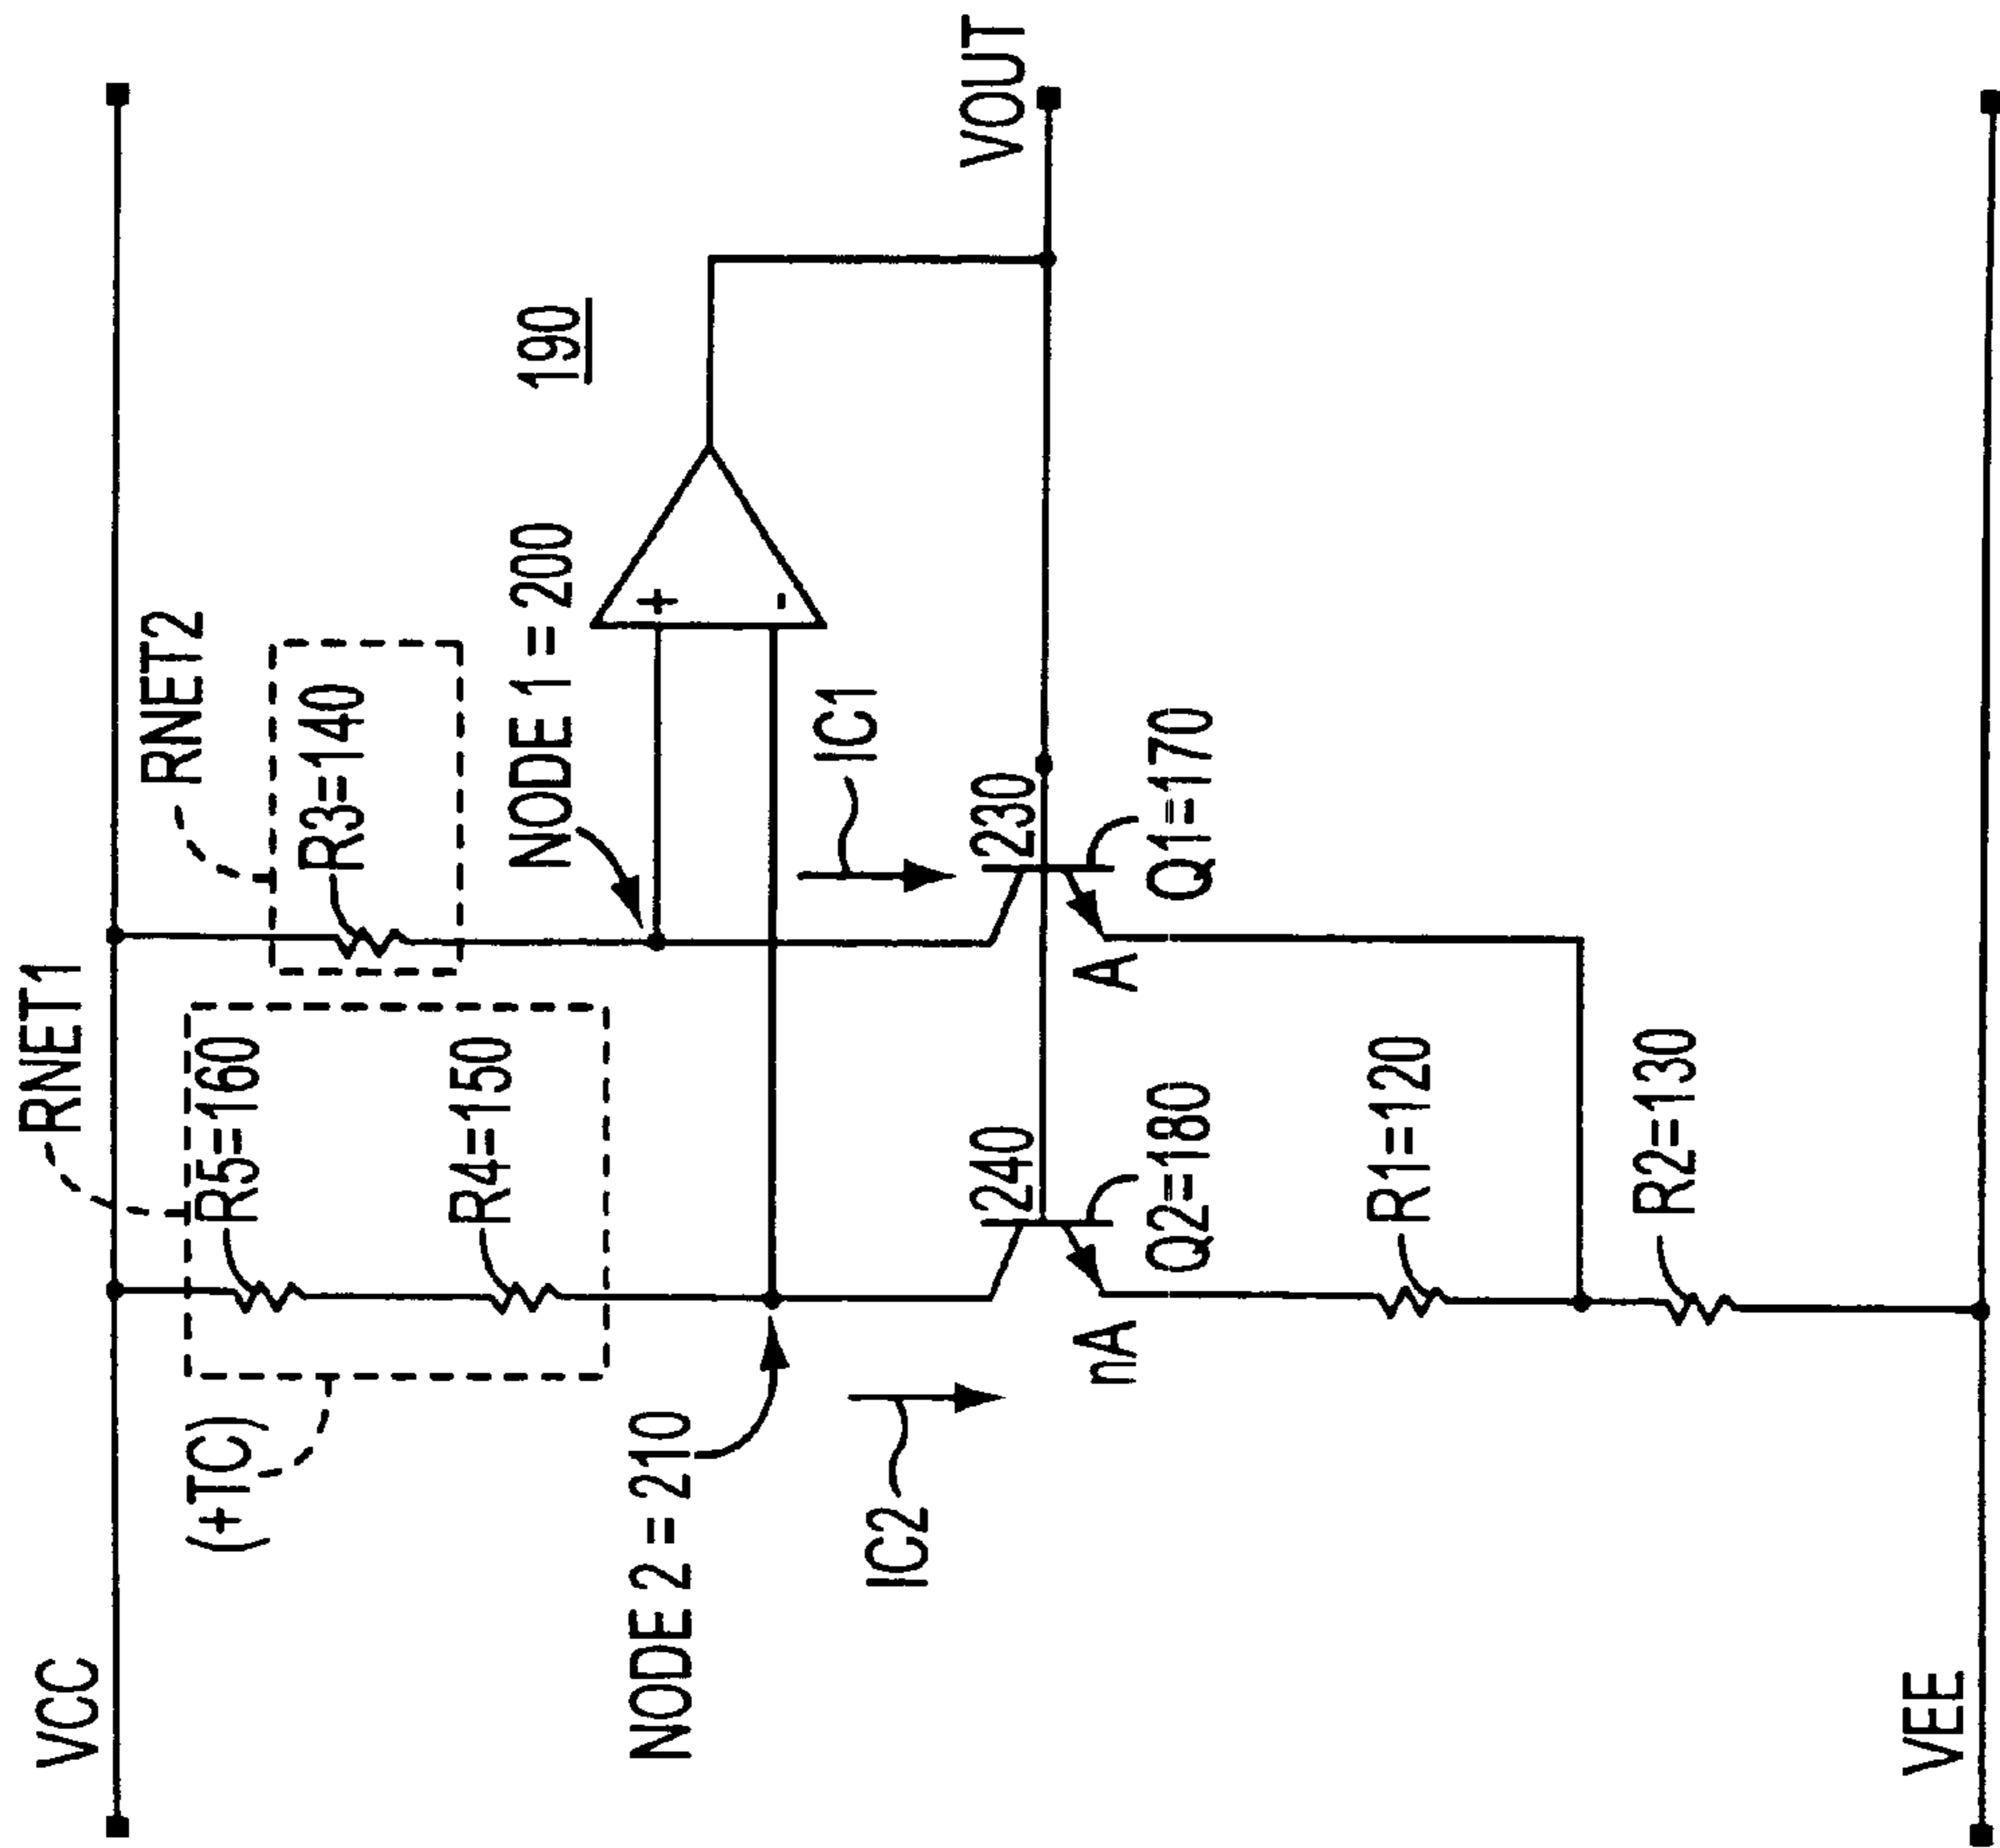 VCC
RNET1
RNET2
(+TC)
R5=160
R4=150
R3=140
NODE 1 = 200
190
+
-
NODE 2 = 210
IC2
IC1
240
230
VOUT
nA
A
Q2=180
Q1=170
R1=120
R2=130
VEE